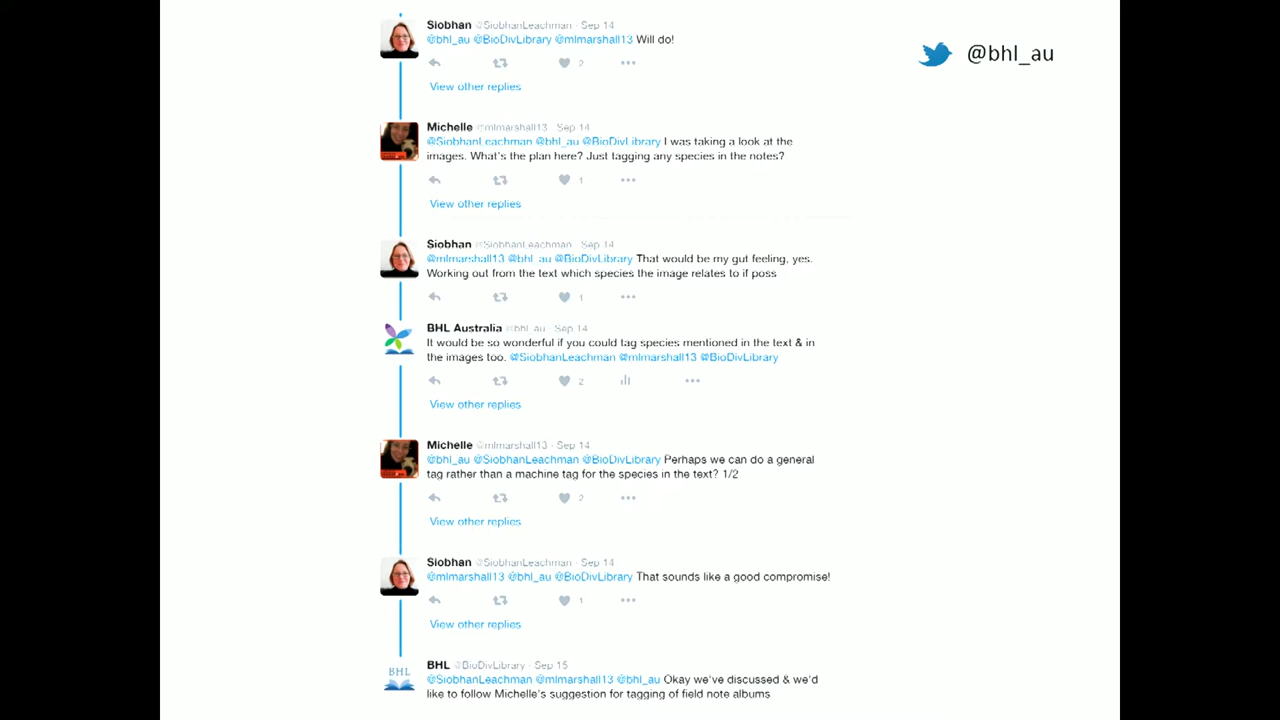 Siobhan @SiobhanLeachman · Sep 14
@bhl_au @BioDivLibrary @mlmarshall13 Will do!
2
View other replies
@bhl_au
Michelle @mlmarshall13 · Sep 14
@SiobhanLeachman @bhl_au @BioDivLibrary I was taking a look at the
images. What's the plan here? Just tagging any species in the notes?
1
View other replies
Siobhan @SiobhanLeachman · Sep 14
@mlmarshall13 @bhl_au @BioDivLibrary That would be my gut feeling, yes.
Working out from the text which species the image relates to if poss
1
BHL Australia @bhl_au · Sep 14
It would be so wonderful if you could tag species mentioned in the text & in
the images too. @SiobhanLeachman @mlmarshall13 @BioDivLibrary
2
View other replies
Michelle @mlmarshall13 · Sep 14
@bhl_au @SiobhanLeachman @BioDivLibrary Perhaps we can do a general
tag rather than a machine tag for the species in the text? 1/2
2
View other replies
Siobhan @SiobhanLeachman · Sep 14
@mlmarshall13 @bhl_au @BioDivLibrary That sounds like a good compromise!
1
View other replies
BHL
BHL @BioDivLibrary · Sep 15
@SiobhanLeachman @mlmarshall13 @bhl_au Okay we've discussed & we'd
like to follow Michelle's suggestion for tagging of field note albums